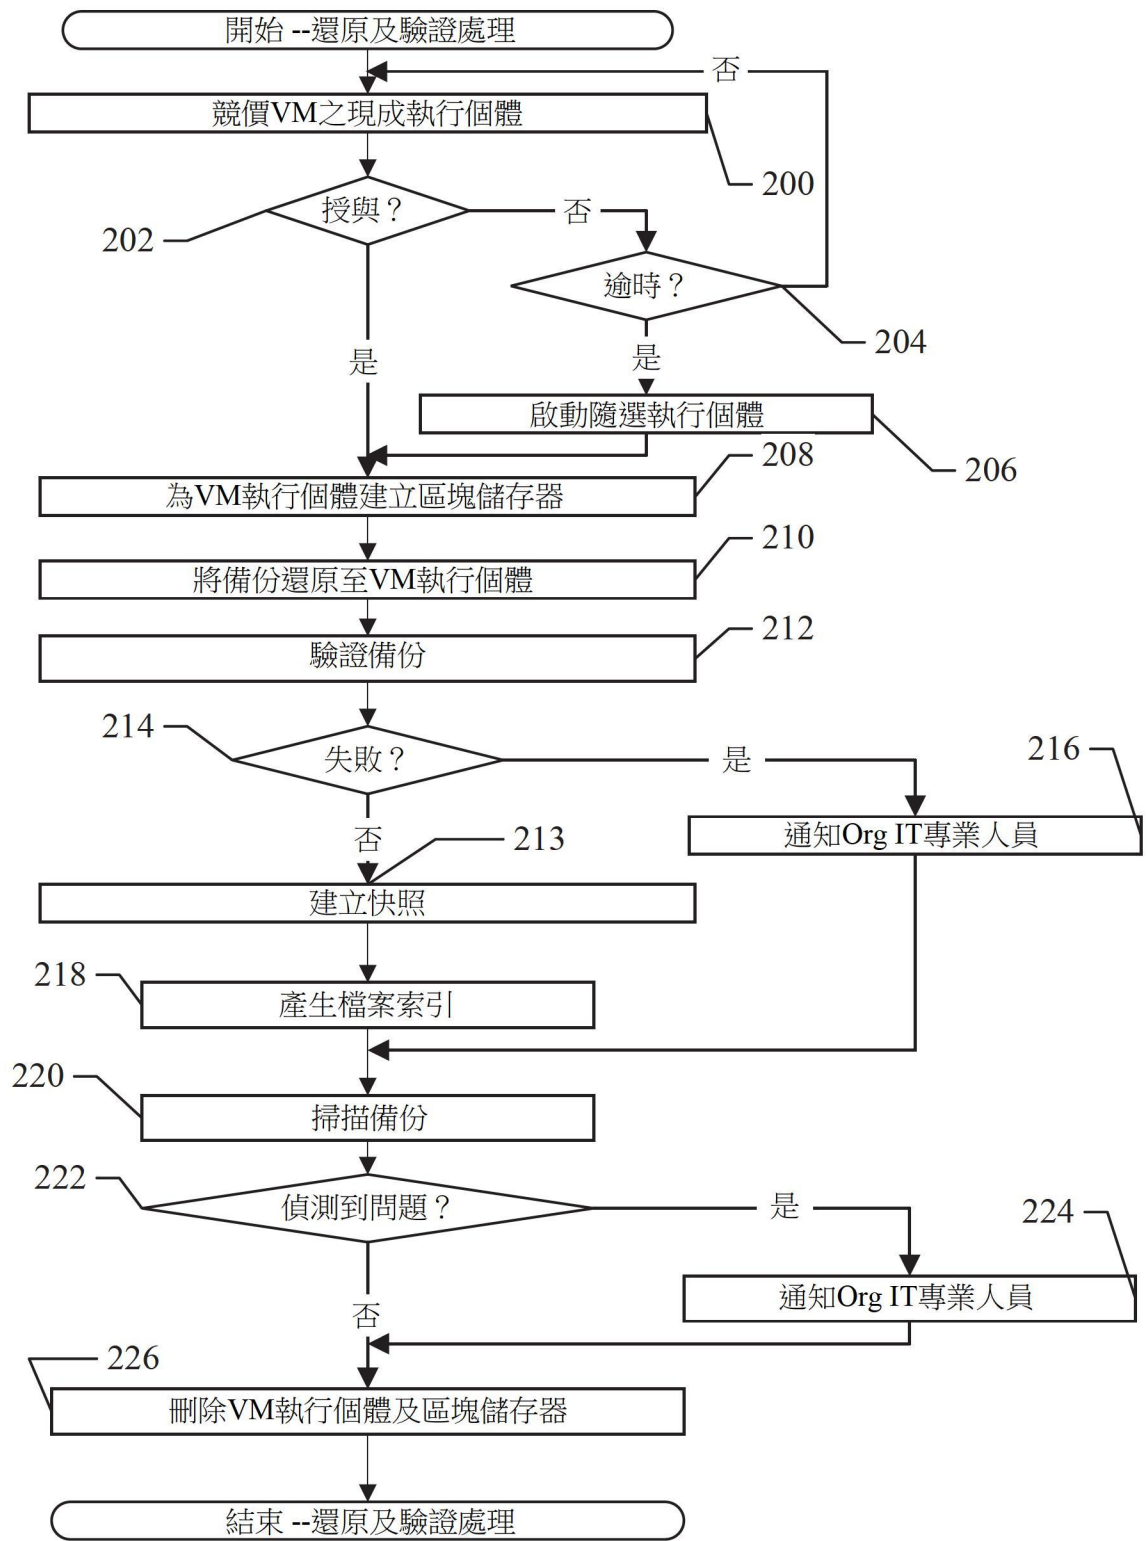 開始 --還原及驗證處理
否
競價VM之現成執行個體
200
授與？
否
202
逾時？
204
是
是
啟動隨選執行個體
206
208
為VM執行個體建立區塊儲存器
210
將備份還原至VM執行個體
212
驗證備份
214
失敗？
是
216
通知Org IT專業人員
否
213
建立快照
218
產生檔案索引
220
掃描備份
222
偵測到問題？
是
224
通知Org IT專業人員
否
226
刪除VM執行個體及區塊儲存器
結束 --還原及驗證處理